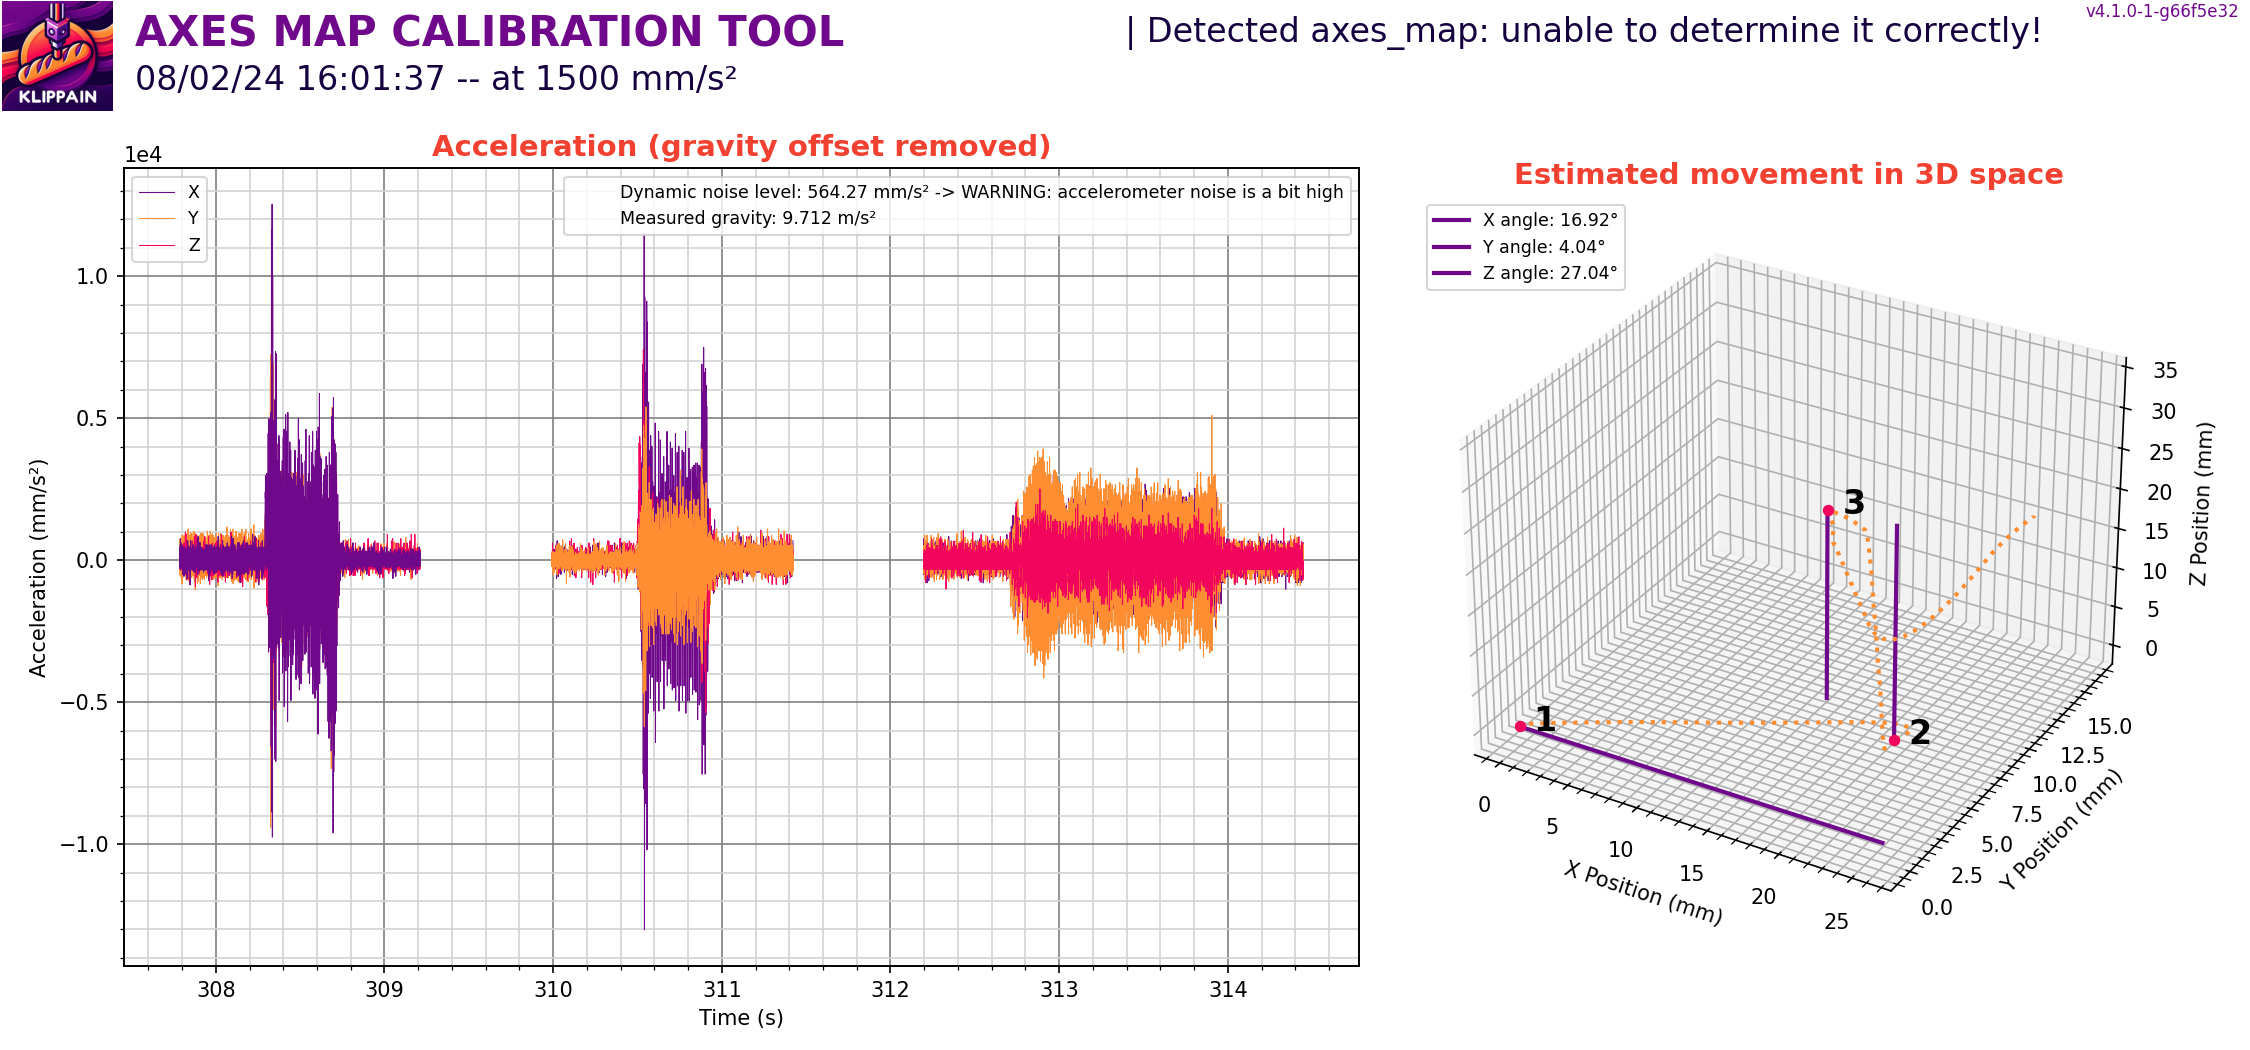 KLIPPAIN
AXES MAP CALIBRATION TOOL
08/02/24 16:01:37 -- at 1500 mm/s²
| Detected axes_map: unable to determine it correctly!
v4.1.0-1-g66f5e32
Acceleration (gravity offset removed)
1e4
X
Y
Z
Dynamic noise level: 564.27 mm/s² -> WARNING: accelerometer noise is a bit high
Measured gravity: 9.712 m/s²
1.0
0.5
0.0
−0.5
−1.0
Acceleration (mm/s²)
308 309 310 311 312 313 314
Time (s)
Estimated movement in 3D space
X angle: 16.92°
Y angle: 4.04°
Z angle: 27.04°
1
2
3
35
30
25
20
15
10
5
0
Z Position (mm)
15.0
12.5
10.0
7.5
5.0
2.5
0.0
Y Position (mm)
0
5
10
15
20
25
X Position (mm)